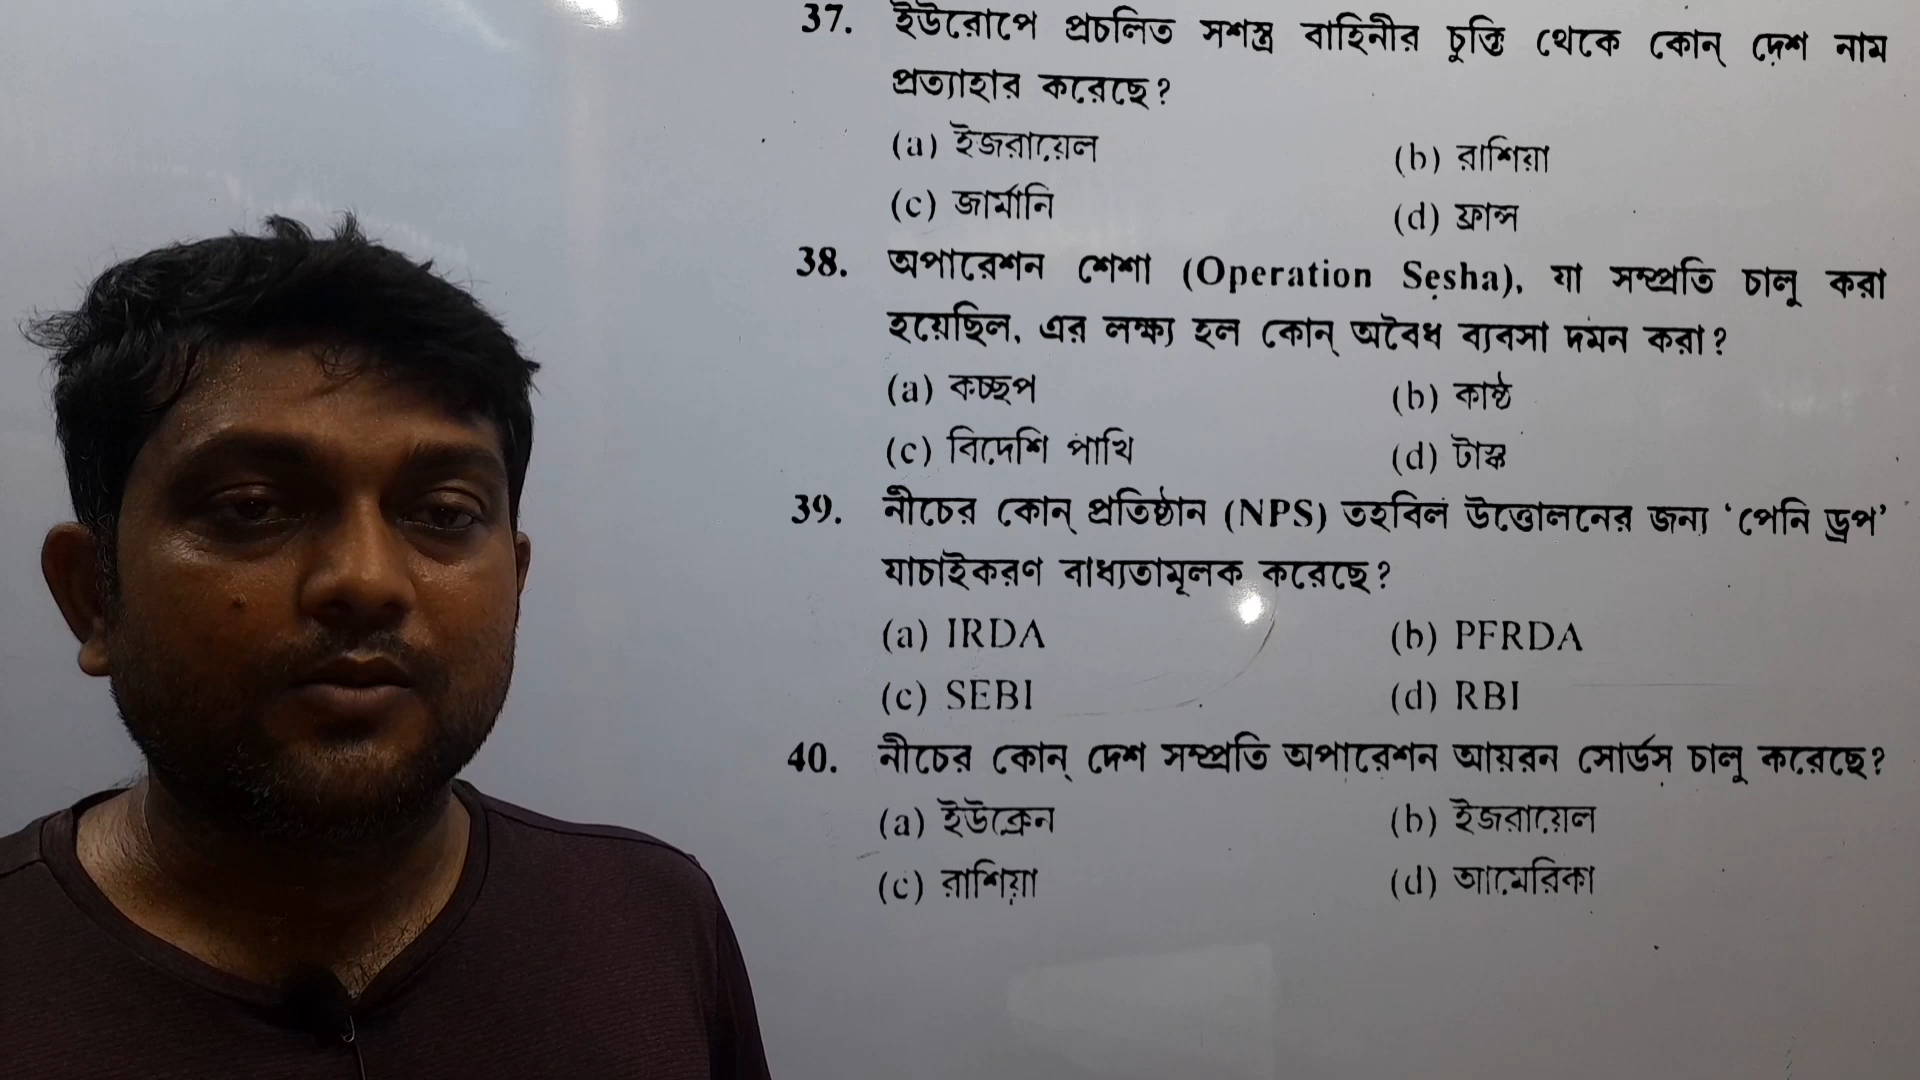 37. ইউরোপে প্রচলিত সশস্ত্র বাহিনীর চুক্তি থেকে কোন্ দেশ নাম
প্রত্যাহার করেছে?
(a) ইজরায়েল (b) রাশিয়া
(c) জার্মানি (d) ফ্রান্স
38. অপারেশন শেশা (Operation Sesha), যা সম্প্রতি চালু করা
হয়েছিল, এর লক্ষ্য হল কোন্ অবৈধ ব্যবসা দমন করা?
(a) কচ্ছপ (b) কাষ্ঠ
(c) বিদেশি পাখি (d) টাস্ক
39. নীচের কোন্ প্রতিষ্ঠান (NPS) তহবিল উত্তোলনের জন্য ‘পেনি ড্রপ’
যাচাইকরণ বাধ্যতামূলক করেছে?
(a) IRDA (b) PFRDA
(c) SEBI (d) RBI
40. নীচের কোন্ দেশ সম্প্রতি অপারেশন আয়রন সোর্ডস চালু করেছে?
(a) ইউক্রেন (b) ইজরায়েল
(c) রাশিয়া (d) আমেরিকা